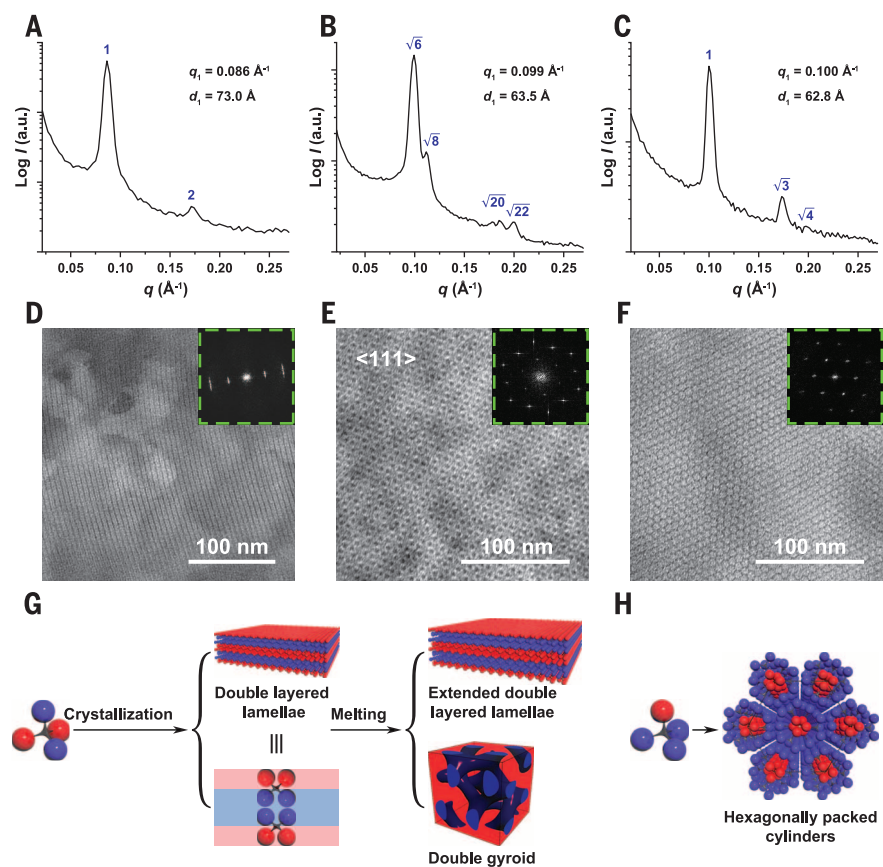 A
1
q₁ = 0.086 Å⁻¹
d₁ = 73.0 Å
2
Log I (a.u.)
0.05 0.10 0.15 0.20 0.25
q (Å⁻¹)
B
√6
q₁ = 0.099 Å⁻¹
d₁ = 63.5 Å
√8
√20
√22
Log I (a.u.)
0.05 0.10 0.15 0.20 0.25
q (Å⁻¹)
C
1
q₁ = 0.100 Å⁻¹
d₁ = 62.8 Å
√3
√4
Log I (a.u.)
0.05 0.10 0.15 0.20 0.25
q (Å⁻¹)
D
100 nm
E
<111>
100 nm
F
100 nm
G
Crystallization
Double layered
lamellae
Melting
Extended double
layered lamellae
Double gyroid
H
Hexagonally packed
cylinders